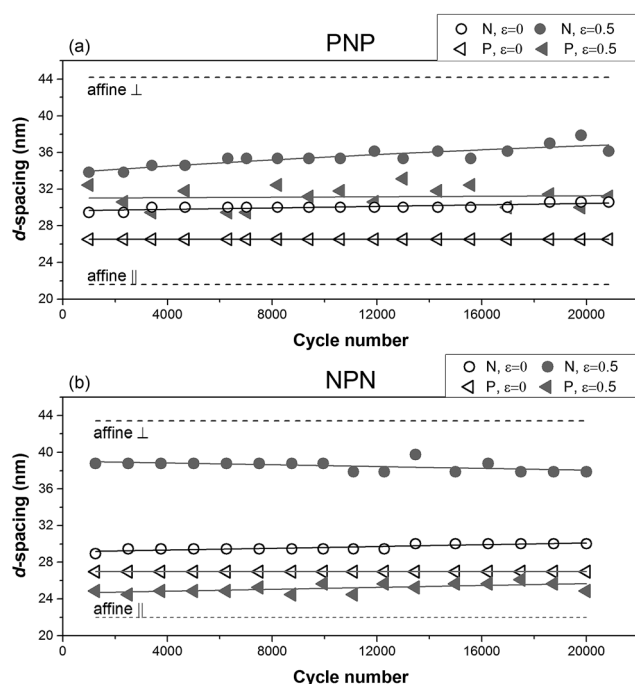 (a)
PNP
N, ε=0
N, ε=0.5
P, ε=0
P, ε=0.5
44
40
36
32
28
24
20
affine ⊥
affine ||
d-spacing (nm)
0
4000
8000
12000
16000
20000
Cycle number
(b)
NPN
N, ε=0
N, ε=0.5
P, ε=0
P, ε=0.5
44
40
36
32
28
24
20
affine ⊥
affine ||
d-spacing (nm)
0
4000
8000
12000
16000
20000
Cycle number